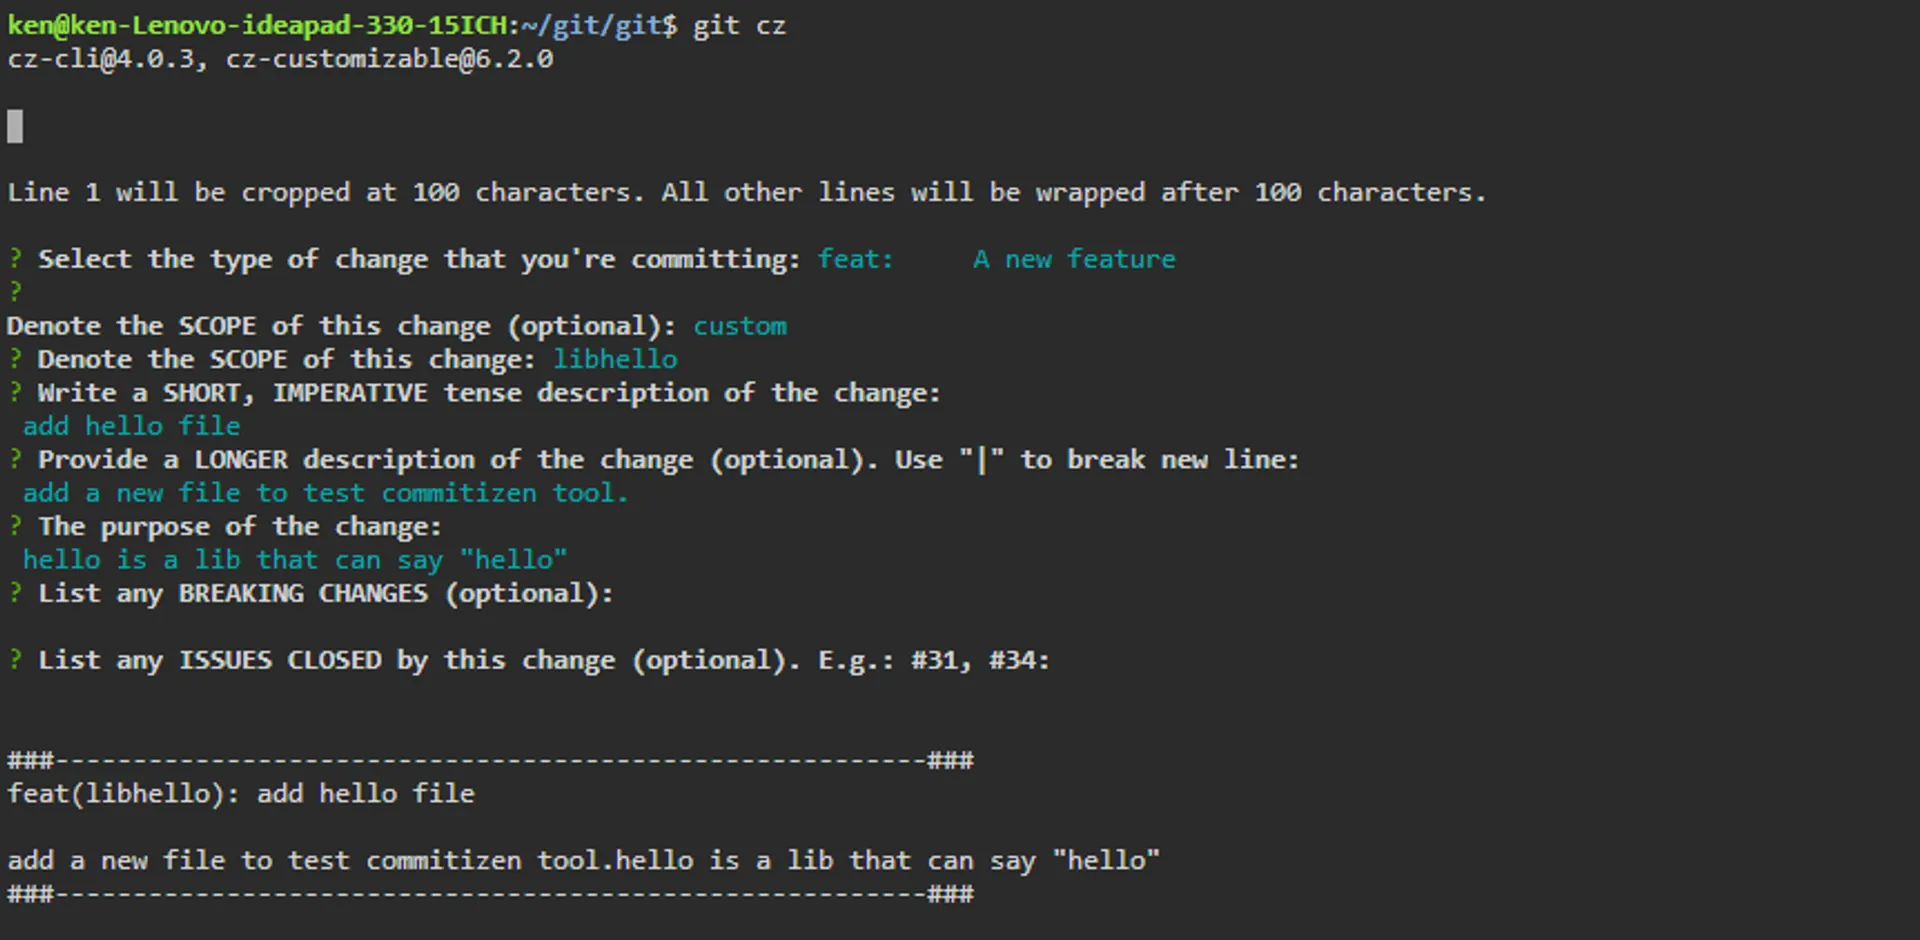 ken@ken-Lenovo-ideapad-330-15ICH:~/git/git$ git cz
cz-cli@4.0.3, cz-customizable@6.2.0
Line 1 will be cropped at 100 characters. All other lines will be wrapped after 100 characters.
? Select the type of change that you're committing: feat:     A new feature
?
Denote the SCOPE of this change (optional): custom
? Denote the SCOPE of this change: libhello
? Write a SHORT, IMPERATIVE tense description of the change:
 add hello file
? Provide a LONGER description of the change (optional). Use "|" to break new line:
 add a new file to test commitizen tool.
? The purpose of the change:
 hello is a lib that can say "hello"
? List any BREAKING CHANGES (optional):
? List any ISSUES CLOSED by this change (optional). E.g.: #31, #34:
###--------------------------------------------------------###
feat(libhello): add hello file
add a new file to test commitizen tool.hello is a lib that can say "hello"
###--------------------------------------------------------###